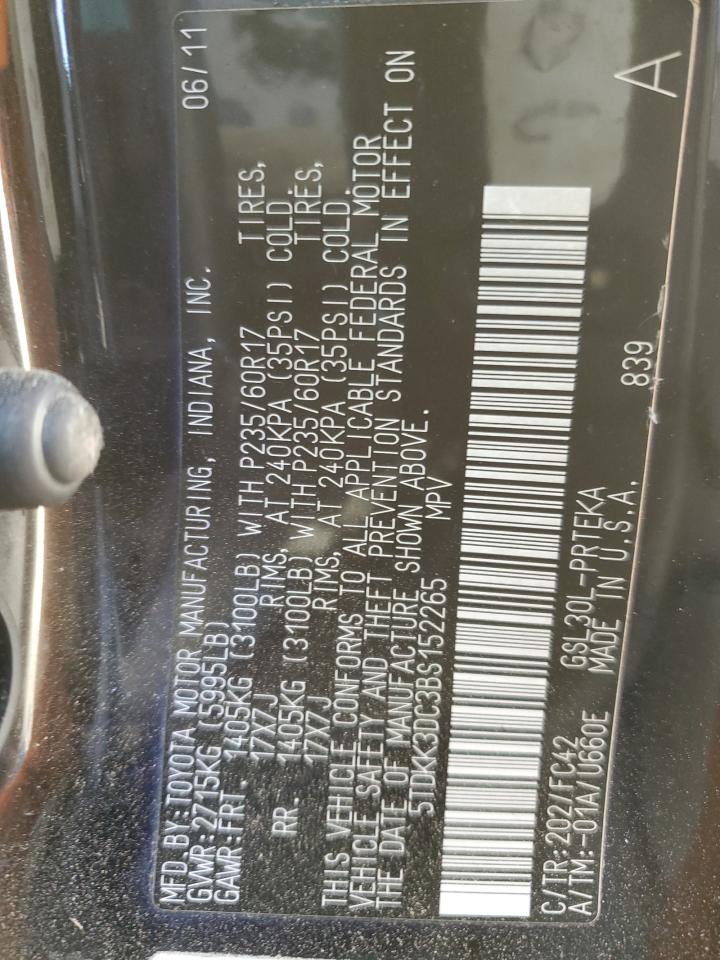 MFD.BY:TOYOTA MOTOR MANUFACTURING, INDIANA, INC. 06/11
GVWR:2715KG (5995LB)
GAWR:FRT. 1405KG (3100LB) WITH P235/60R17 TIRES,
17X7J RIMS, AT 240KPA (35PSI) COLD.
RR. 1405KG (3100LB) WITH P235/60R17 TIRES,
17X7J RIMS, AT 240KPA (35PSI) COLD.
THIS VEHICLE CONFORMS TO ALL APPLICABLE FEDERAL MOTOR
VEHICLE SAFETY AND THEFT PREVENTION STANDARDS IN EFFECT ON
THE DATE OF MANUFACTURE SHOWN ABOVE.
5TDKK3DC3BS152265 MPV
C/TR:202/FC42 GSL30L-PRTEKA 839 A
A/TM:-01A/U660E MADE IN U.S.A.